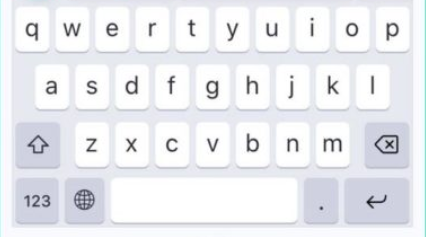 q w e r t y u i o p
a s d f g h j k l
z x c v b n m
123 .